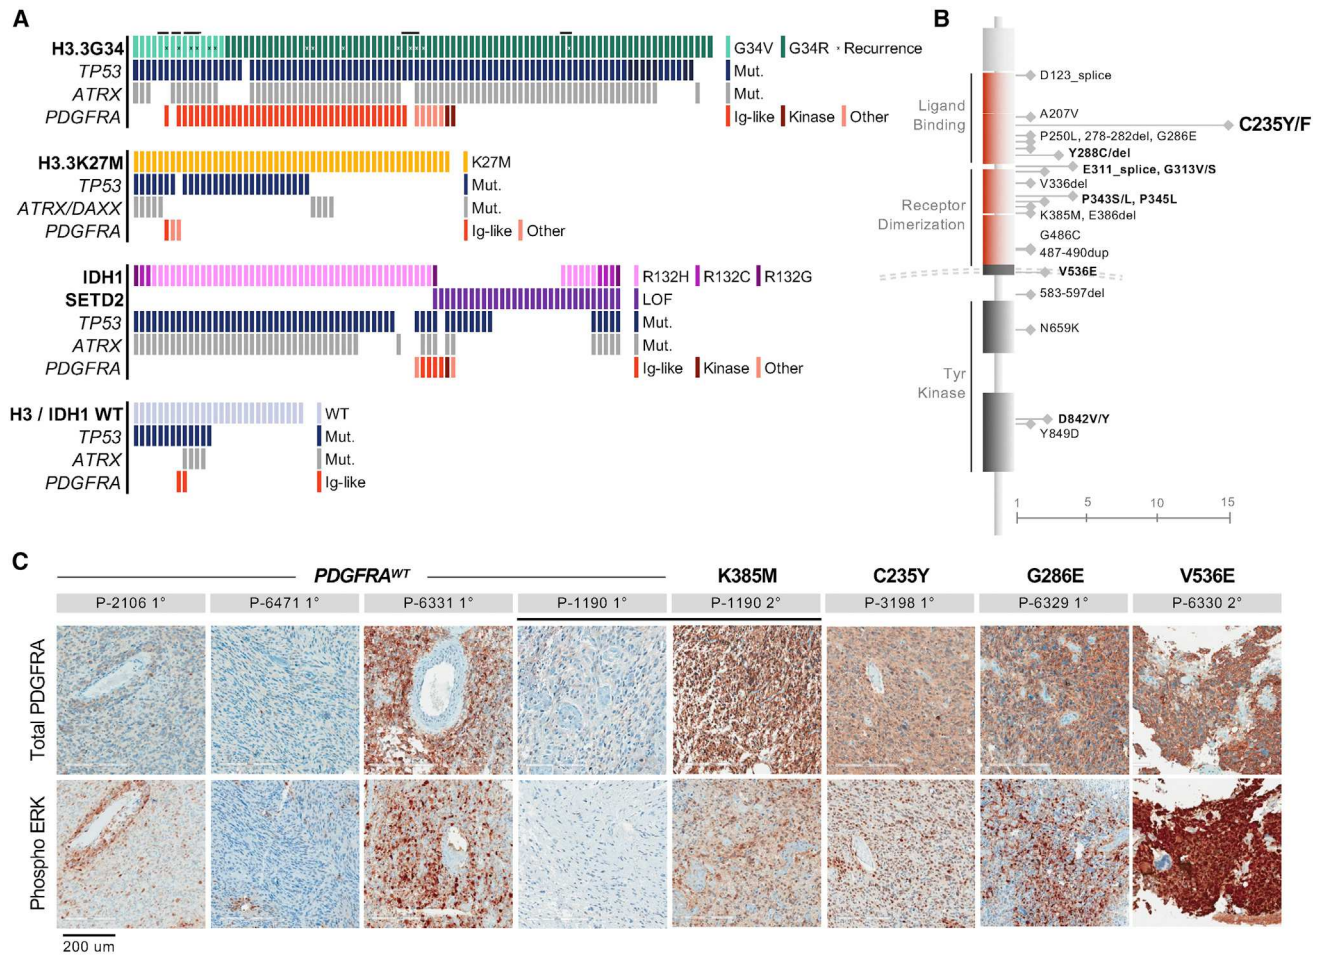 A
H3.3G34
G34V G34R * Recurrence
TP53
Mut.
ATRX
Mut.
PDGFRA
Ig-like Kinase Other
H3.3K27M
K27M
TP53
Mut.
ATRX/DAXX
Mut.
PDGFRA
Ig-like Other
IDH1
R132H R132C R132G
SETD2
LOF
TP53
Mut.
ATRX
Mut.
PDGFRA
Ig-like Kinase Other
H3 / IDH1 WT
WT
TP53
Mut.
ATRX
Mut.
PDGFRA
Ig-like
B
Ligand
Binding
Receptor
Dimerization
Tyr
Kinase
D123_splice
A207V
C235Y/F
P250L, 278-282del, G286E
Y288C/del
E311_splice, G313V/S
V336del
P343S/L, P345L
K385M, E386del
G486C
487-490dup
V536E
583-597del
N659K
D842V/Y
Y849D
1 5 10 15
C
PDGFRAWT K385M C235Y G286E V536E
P-2106 1° P-6471 1° P-6331 1° P-1190 1° P-1190 2° P-3198 1° P-6329 1° P-6330 2°
Total PDGFRA
Phospho ERK
200 um